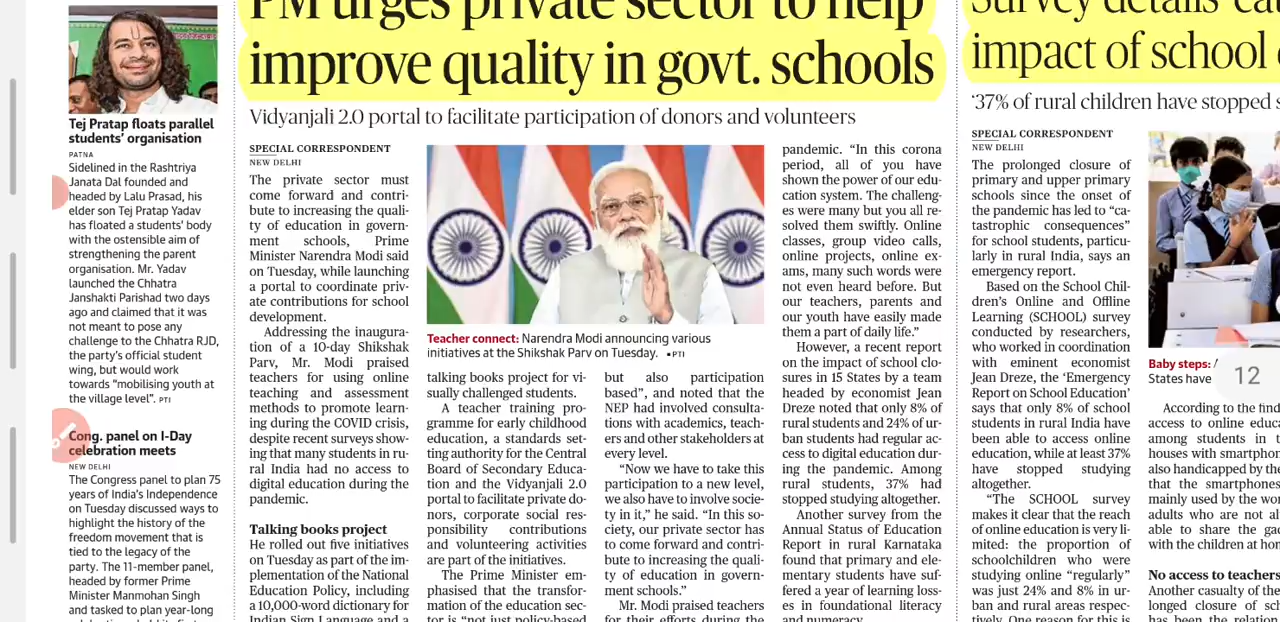 Tej Pratap floats parallel
students’ organisation
PATNA
Sidelined in the Rashtriya
Janata Dal founded and
headed by Lalu Prasad, his
elder son Tej Pratap Yadav
has floated a students’ body
with the ostensible aim of
strengthening the parent
organisation. Mr. Yadav
launched the Chhatra
Janshakti Parishad two days
ago and claimed that it was
not meant to pose any
challenge to the Chhatra RJD,
the party’s official student
wing, but would work
towards “mobilising youth at
the village level”. PTI
Cong. panel on I-Day
celebration meets
NEW DELHI
The Congress panel to plan 75
years of India’s Independence
on Tuesday discussed ways to
highlight the history of the
freedom movement that is
tied to the legacy of the
party. The 11-member panel,
headed by former Prime
Minister Manmohan Singh
and tasked to plan year-long
PM urges private sector to help
improve quality in govt. schools
Vidyanjali 2.0 portal to facilitate participation of donors and volunteers
SPECIAL CORRESPONDENT
NEW DELHI
The private sector must
come forward and contri-
bute to increasing the quali-
ty of education in govern-
ment schools, Prime
Minister Narendra Modi said
on Tuesday, while launching
a portal to coordinate priv-
ate contributions for school
development.
Addressing the inaugura-
tion of a 10-day Shikshak
Parv, Mr. Modi praised
teachers for using online
teaching and assessment
methods to promote learn-
ing during the COVID crisis,
despite recent surveys show-
ing that many students in ru-
ral India had no access to
digital education during the
pandemic.
Talking books project
He rolled out five initiatives
on Tuesday as part of the im-
plementation of the National
Education Policy, including
a 10,000-word dictionary for
Indian Sign Language and a
Teacher connect: Narendra Modi announcing various
initiatives at the Shikshak Parv on Tuesday. ▪PTI
talking books project for vi-
sually challenged students.
A teacher training pro-
gramme for early childhood
education, a standards set-
ting authority for the Central
Board of Secondary Educa-
tion and the Vidyanjali 2.0
portal to facilitate private do-
nors, corporate social res-
ponsibility contributions
and volunteering activities
are part of the initiatives.
The Prime Minister em-
phasised that the transfor-
mation of the education sec-
tor is “not just policy-based
but also participation
based”, and noted that the
NEP had involved consulta-
tions with academics, teach-
ers and other stakeholders at
every level.
“Now we have to take this
participation to a new level,
we also have to involve socie-
ty in it,” he said. “In this so-
ciety, our private sector has
to come forward and contri-
bute to increasing the quali-
ty of education in govern-
ment schools.”
Mr. Modi praised teachers
for their efforts during the
pandemic. “In this corona
period, all of you have
shown the power of our edu-
cation system. The challeng-
es were many but you all re-
solved them swiftly. Online
classes, group video calls,
online projects, online ex-
ams, many such words were
not even heard before. But
our teachers, parents and
our youth have easily made
them a part of daily life.”
However, a recent report
on the impact of school clo-
sures in 15 States by a team
headed by economist Jean
Dreze noted that only 8% of
rural students and 24% of ur-
ban students had regular ac-
cess to digital education dur-
ing the pandemic. Among
rural students, 37% had
stopped studying altogether.
Another survey from the
Annual Status of Education
Report in rural Karnataka
found that primary and ele-
mentary students have suf-
fered a year of learning loss-
es in foundational literacy
and numeracy.
Survey details
impact of school
‘37% of rural children have stopped
SPECIAL CORRESPONDENT
NEW DELHI
The prolonged closure of
primary and upper primary
schools since the onset of
the pandemic has led to “ca-
tastrophic consequences”
for school students, particu-
larly in rural India, says an
emergency report.
Based on the School Chil-
dren’s Online and Offline
Learning (SCHOOL) survey
conducted by researchers,
who worked in coordination
with eminent economist
Jean Dreze, the ‘Emergency
Report on School Education’
says that only 8% of school
students in rural India have
been able to access online
education, while at least 37%
have stopped studying
altogether.
“The SCHOOL survey
makes it clear that the reach
of online education is very li-
mited: the proportion of
schoolchildren who were
studying online “regularly”
was just 24% and 8% in ur-
ban and rural areas respec-
tively. One reason for this is
Baby steps:
States have
12
According to the find
access to online educa
among students in
houses with smartphon
also handicapped by the
that the smartphones
mainly used by the wor
adults who are not al
able to share the gad
with the children at hom
No access to teachers
Another casualty of the
longed closure of sch
has been the relation